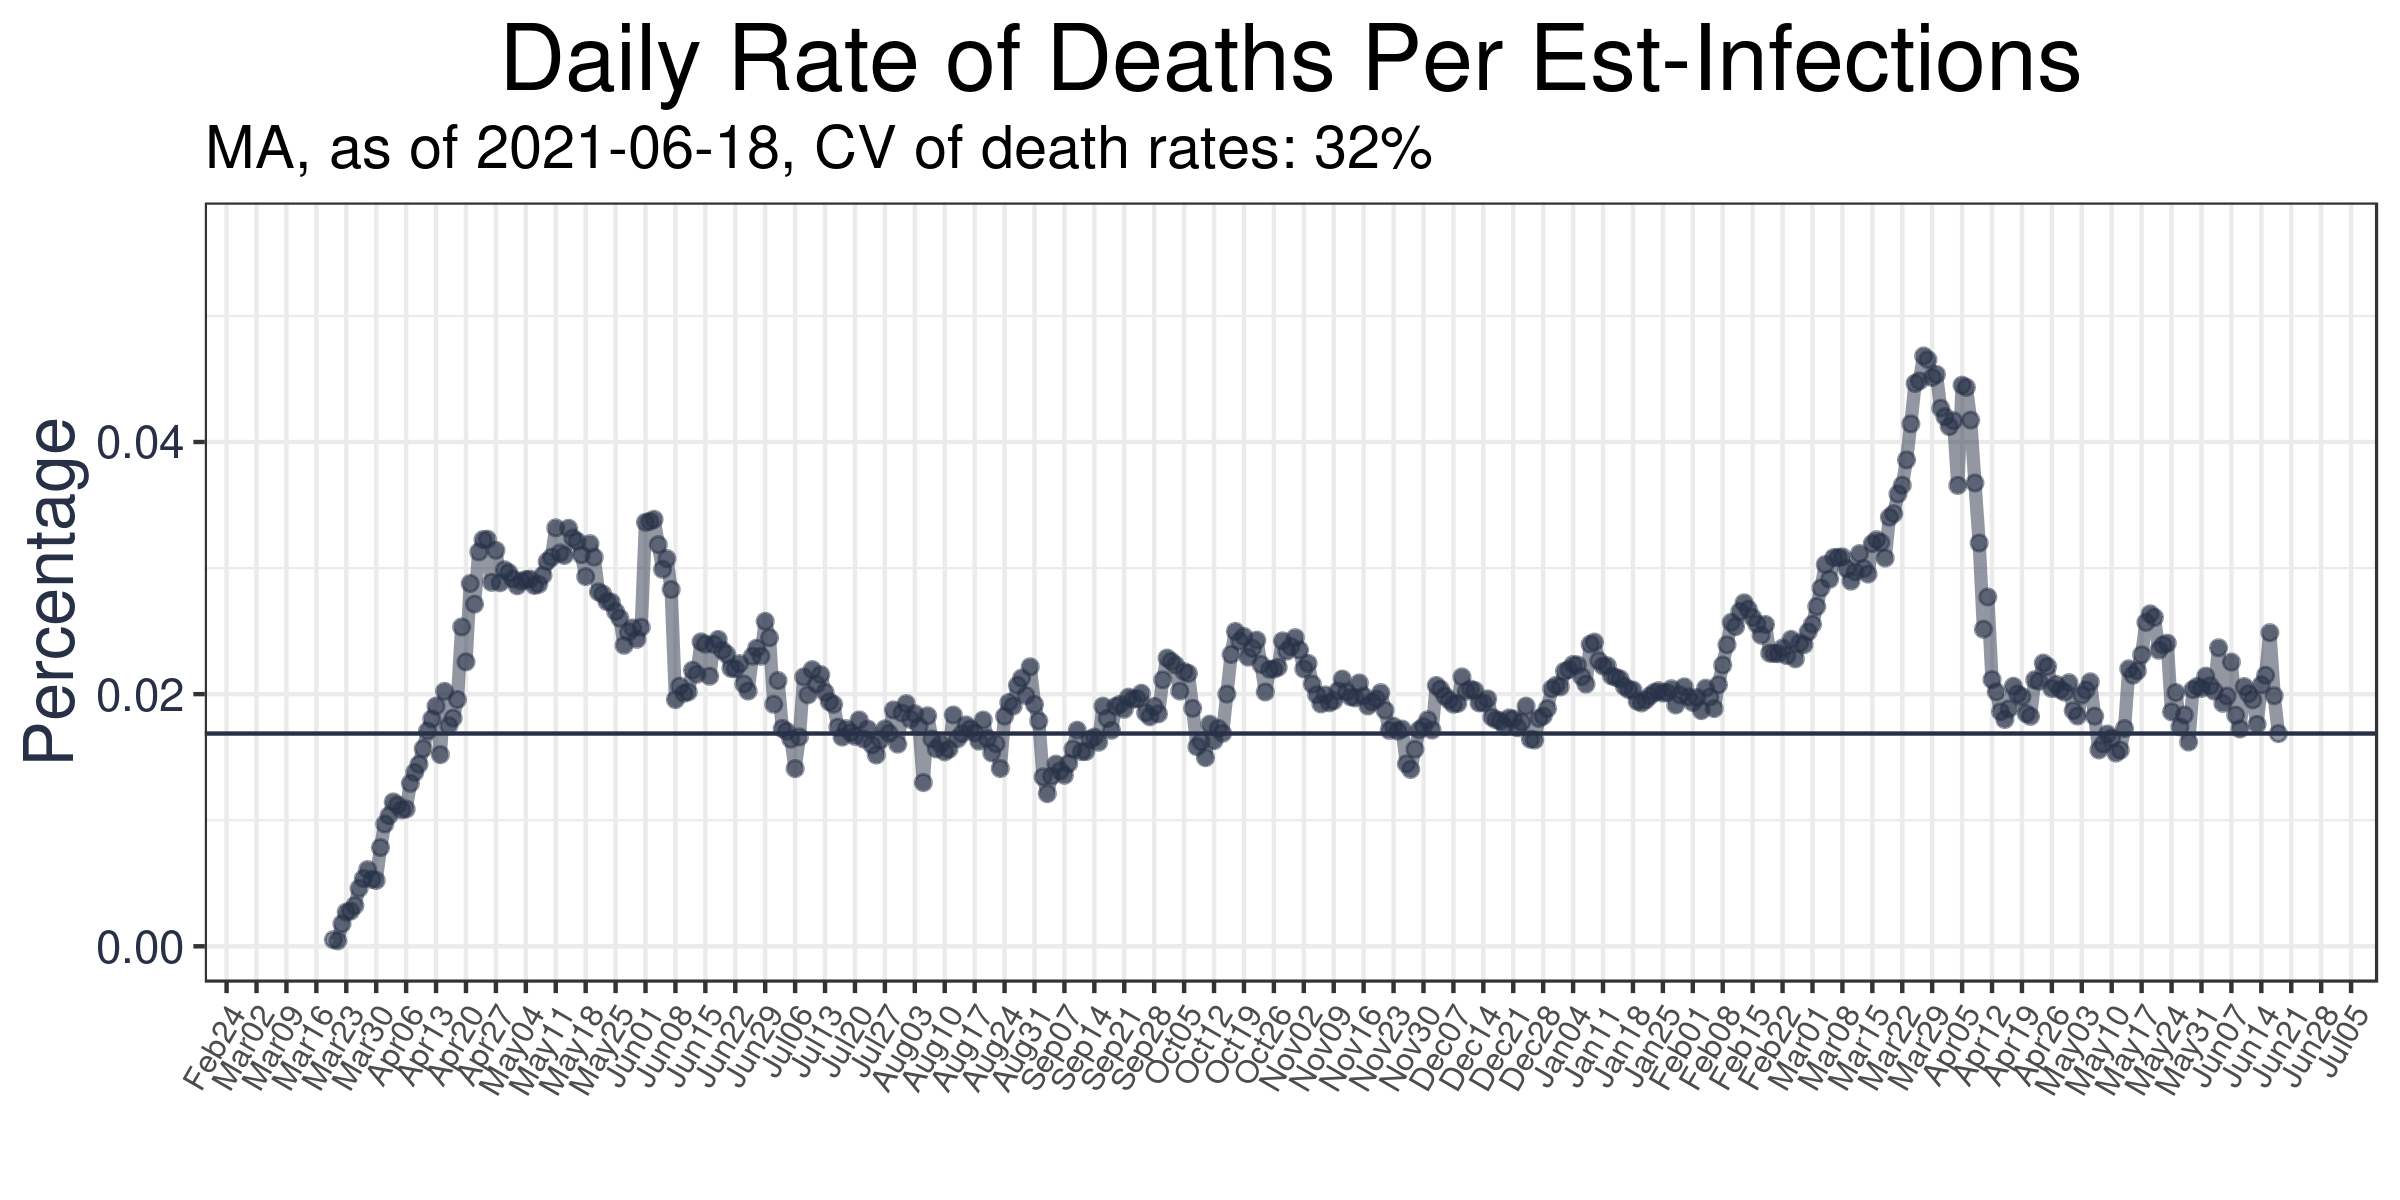 Daily Rate of Deaths Per Est-Infections
MA, as of 2021-06-18, CV of death rates: 32%
Percentage
0.04
0.02
0.00
Feb24
Mar02
Mar09
Mar16
Mar23
Mar30
Apr06
Apr13
Apr20
Apr27
May04
May11
May18
May25
Jun01
Jun08
Jun15
Jun22
Jun29
Jul06
Jul13
Jul20
Jul27
Aug03
Aug10
Aug17
Aug24
Aug31
Sep07
Sep14
Sep21
Sep28
Oct05
Oct12
Oct19
Oct26
Nov02
Nov09
Nov16
Nov23
Nov30
Dec07
Dec14
Dec21
Dec28
Jan04
Jan11
Jan18
Jan25
Feb01
Feb08
Feb15
Feb22
Mar01
Mar08
Mar15
Mar22
Mar29
Apr05
Apr12
Apr19
Apr26
May03
May10
May17
May24
May31
Jun07
Jun14
Jun21
Jun28
Jul05